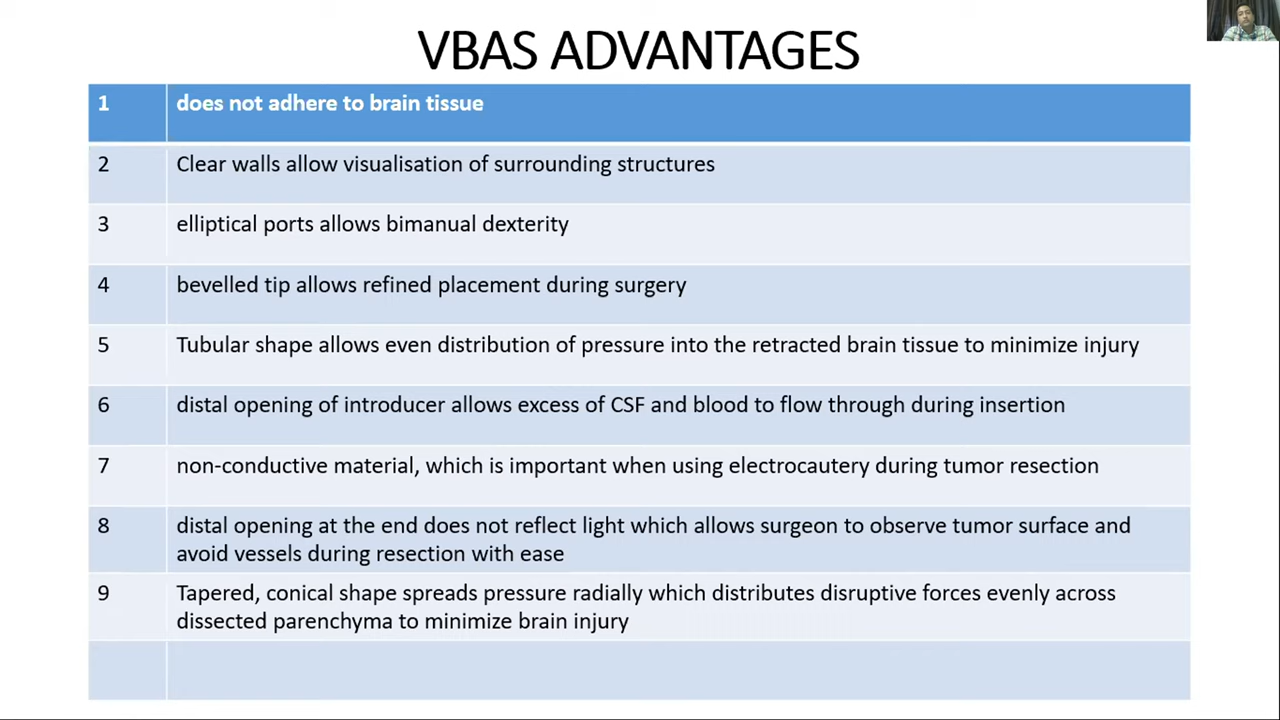 VBAS ADVANTAGES
1 does not adhere to brain tissue
2 Clear walls allow visualisation of surrounding structures
3 elliptical ports allows bimanual dexterity
4 bevelled tip allows refined placement during surgery
5 Tubular shape allows even distribution of pressure into the retracted brain tissue to minimize injury
6 distal opening of introducer allows excess of CSF and blood to flow through during insertion
7 non-conductive material, which is important when using electrocautery during tumor resection
8 distal opening at the end does not reflect light which allows surgeon to observe tumor surface and
avoid vessels during resection with ease
9 Tapered, conical shape spreads pressure radially which distributes disruptive forces evenly across
dissected parenchyma to minimize brain injury